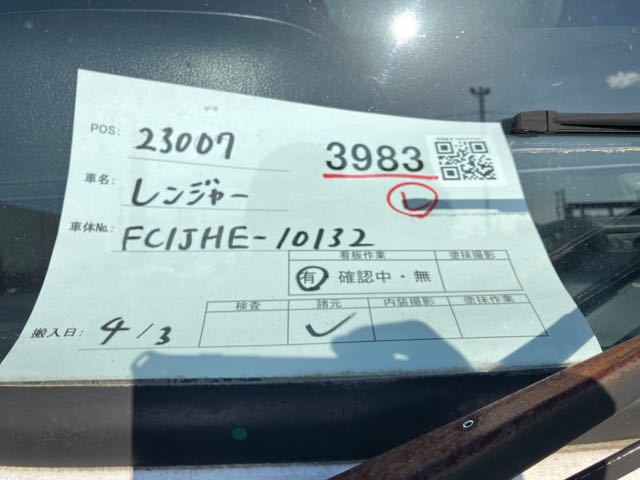 POS: 23007
3983
車名: レンジャー
レ
車体No.: FC1JHE-10132
看板作業 塗抹撮影
有 確認中・無
検査 諸元 内装撮影 塗抹作業
搬入日: 4/3